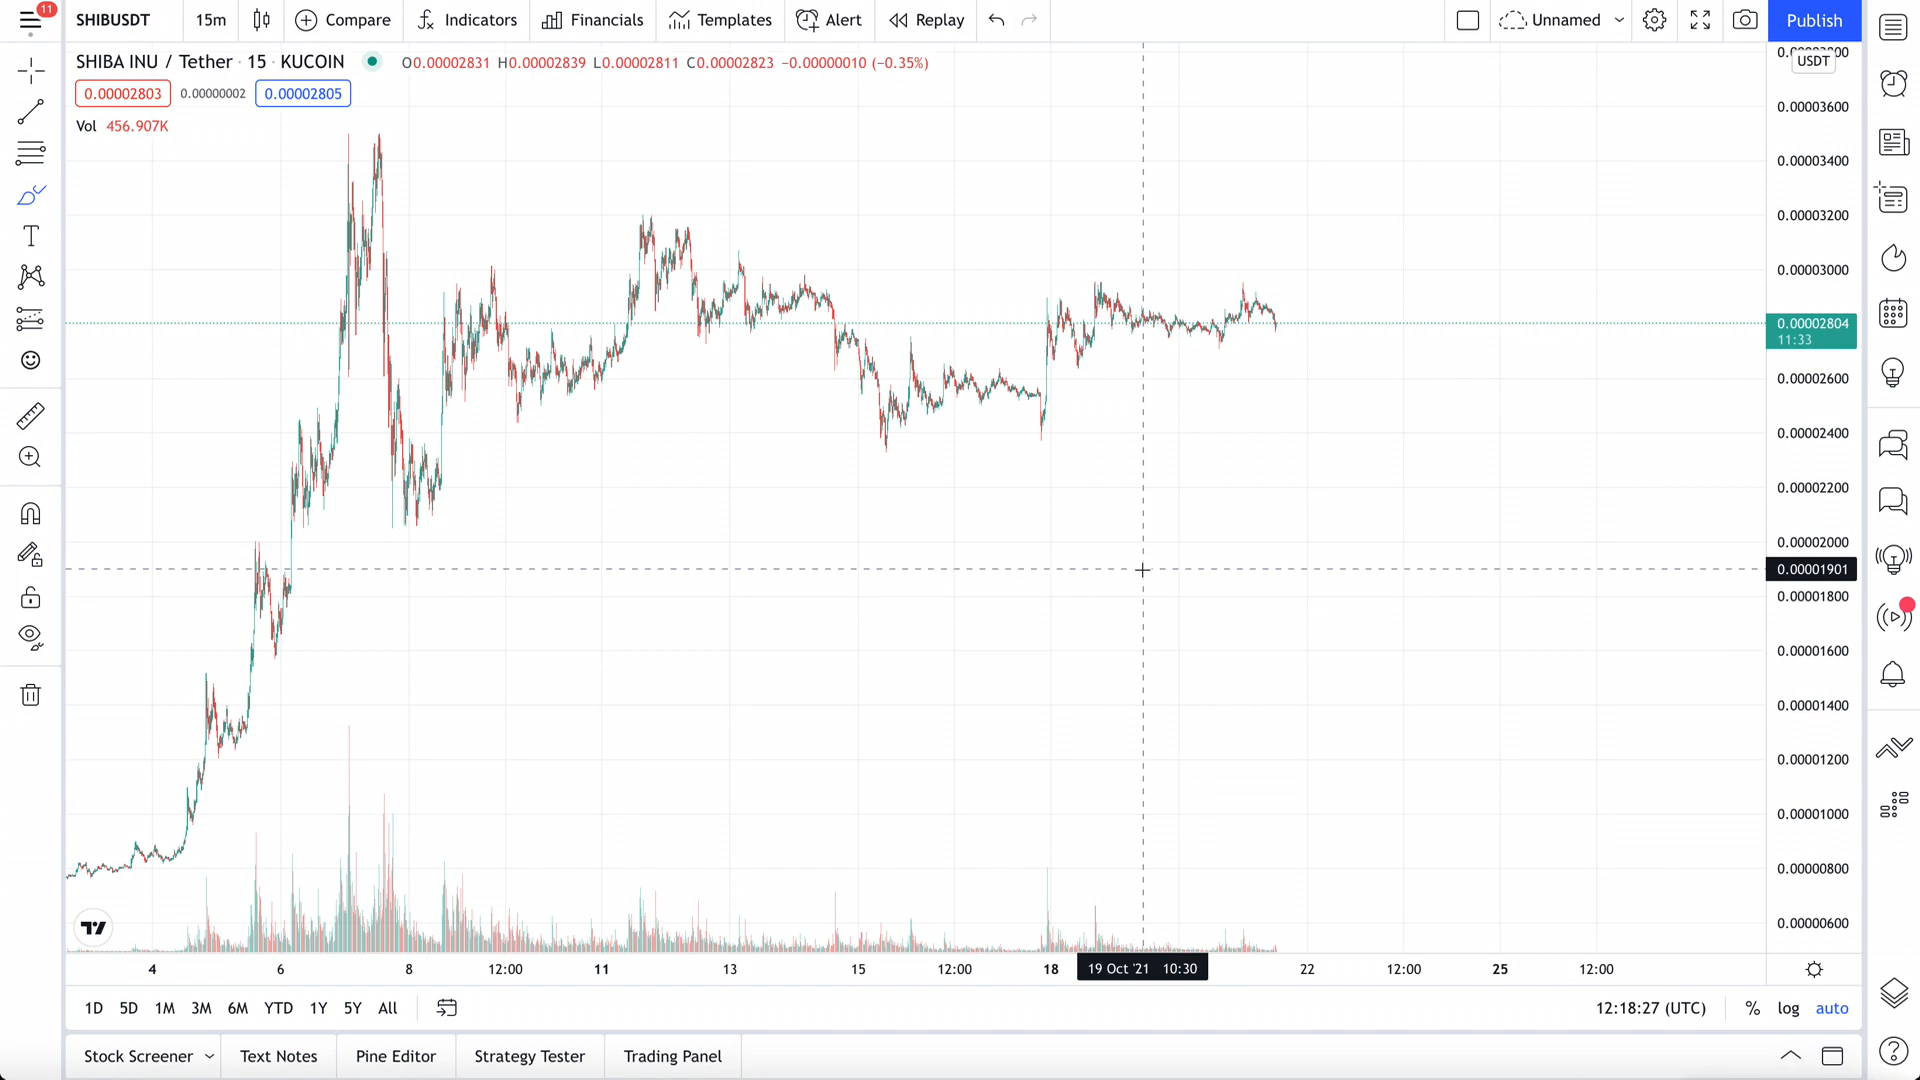 11
SHIBUSDT 15m Compare Indicators Financials Templates Alert Replay Unnamed Publish
SHIBA INU / Tether · 15 · KUCOIN O0.00002831 H0.00002839 L0.00002811 C0.00002823 −0.00000010 (−0.35%)
USDT
0.00002803 0.00000002 0.00002805
Vol 456.907K
0.00003600
0.00003400
0.00003200
0.00003000
0.00002804
11:33
0.00002600
0.00002400
0.00002200
0.00002000
0.00001901
0.00001800
0.00001600
0.00001400
0.00001200
0.00001000
0.00000800
0.00000600
4 6 8 12:00 11 13 15 12:00 18 19 Oct '21 10:30 22 12:00 25 12:00
1D 5D 1M 3M 6M YTD 1Y 5Y All 12:18:27 (UTC) % log auto
Stock Screener Text Notes Pine Editor Strategy Tester Trading Panel